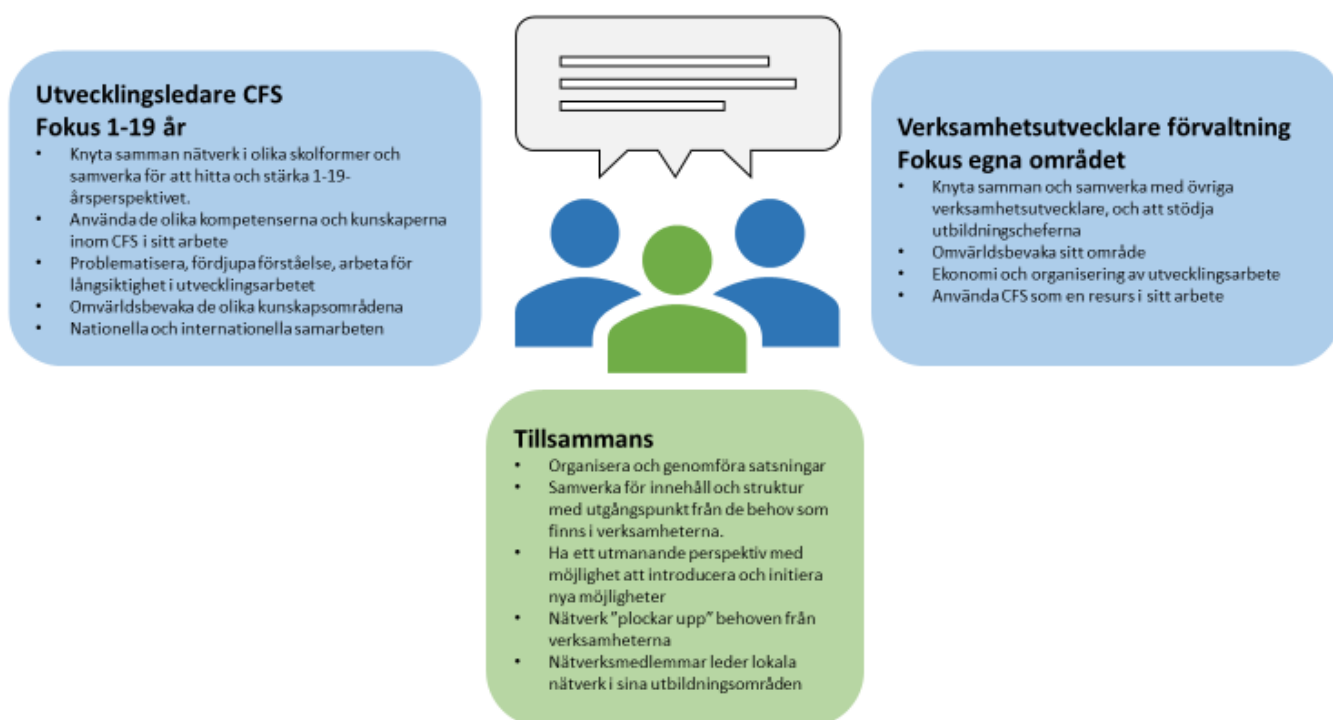 Utvecklingsledare CFS
Fokus 1-19 år
• Knyta samman nätverk i olika skolformer och
samverka för att hitta och stärka 1-19-
årsperspektivet.
• Använda de olika kompetenserna och kunskaperna
inom CFS i sitt arbete
• Problematisera, fördjupa förståelse, arbeta för
långsiktighet i utvecklingsarbetet
• Omvärldsbevaka de olika kunskapsområdena
• Nationella och internationella samarbeten
Verksamhetsutvecklare förvaltning
Fokus egna området
• Knyta samman och samverka med övriga
verksamhetsutvecklare, och att stödja
utbildningscheferna
• Omvärldsbevaka sitt område
• Ekonomi och organisering av utvecklingsarbete
• Använda CFS som en resurs i sitt arbete
Tillsammans
• Organisera och genomföra satsningar
• Samverka för innehåll och struktur
med utgångspunkt från de behov som
finns i verksamheterna.
• Ha ett utmanande perspektiv med
möjlighet att introducera och initiera
nya möjligheter
• Nätverk ”plockar upp” behoven från
verksamheterna
• Nätverksmedlemmar leder lokala
nätverk i sina utbildningsområden